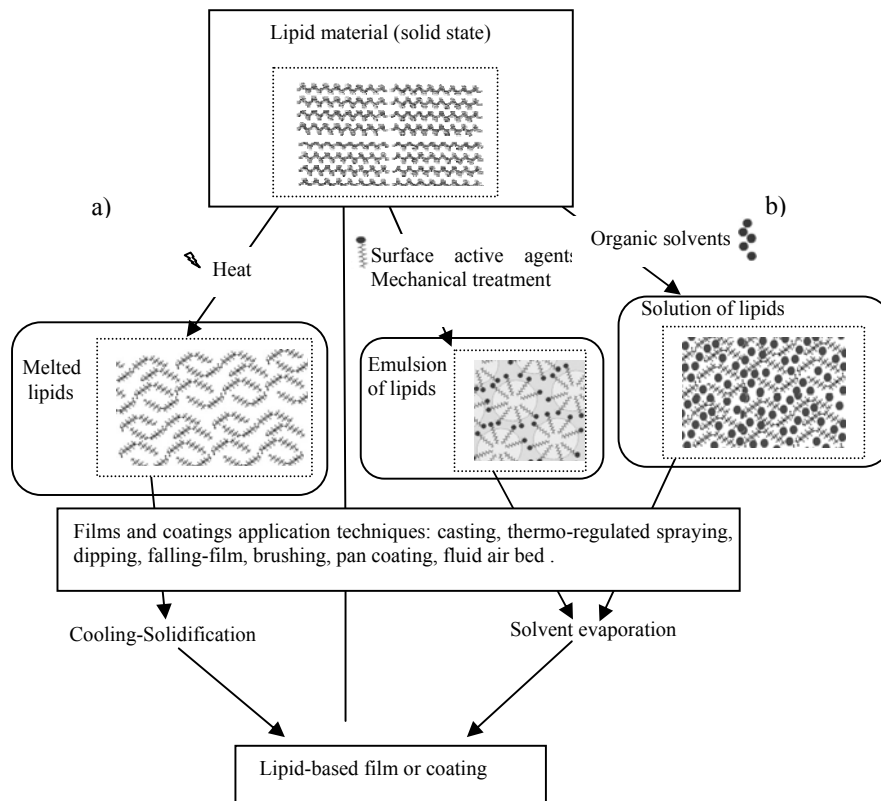 Lipid material (solid state)
a)
b)
Heat
Surface active agents
Mechanical treatment
Organic solvents
Melted
lipids
Emulsion
of lipids
Solution of lipids
Films and coatings application techniques: casting, thermo-regulated spraying,
dipping, falling-film, brushing, pan coating, fluid air bed .
Cooling-Solidification
Solvent evaporation
Lipid-based film or coating